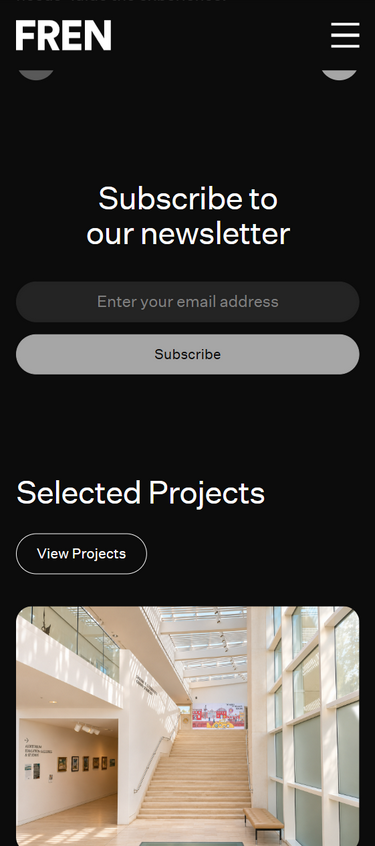 FREN
Subscribe to
our newsletter
Enter your email address
Subscribe
Selected Projects
View Projects